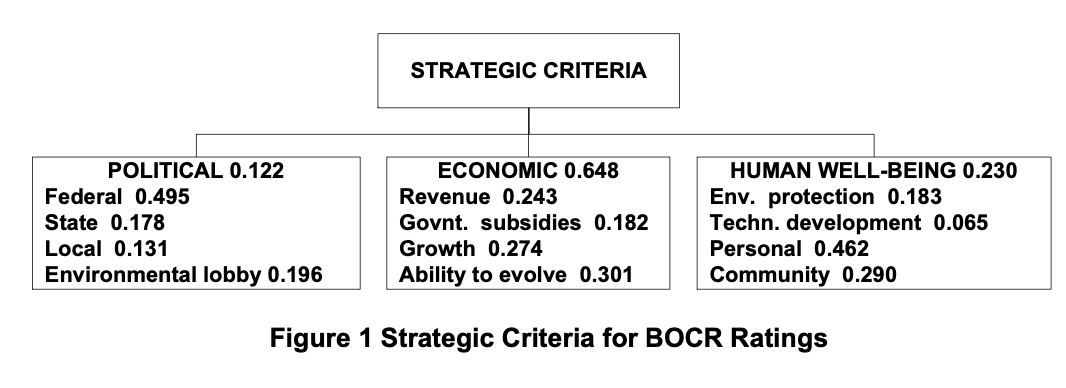 STRATEGIC CRITERIA
POLITICAL 0.122
Federal 0.495
State 0.178
Local 0.131
Environmental lobby 0.196
ECONOMIC 0.648
Revenue 0.243
Govnt. subsidies 0.182
Growth 0.274
Ability to evolve 0.301
HUMAN WELL-BEING 0.230
Env. protection 0.183
Techn. development 0.065
Personal 0.462
Community 0.290
Figure 1 Strategic Criteria for BOCR Ratings